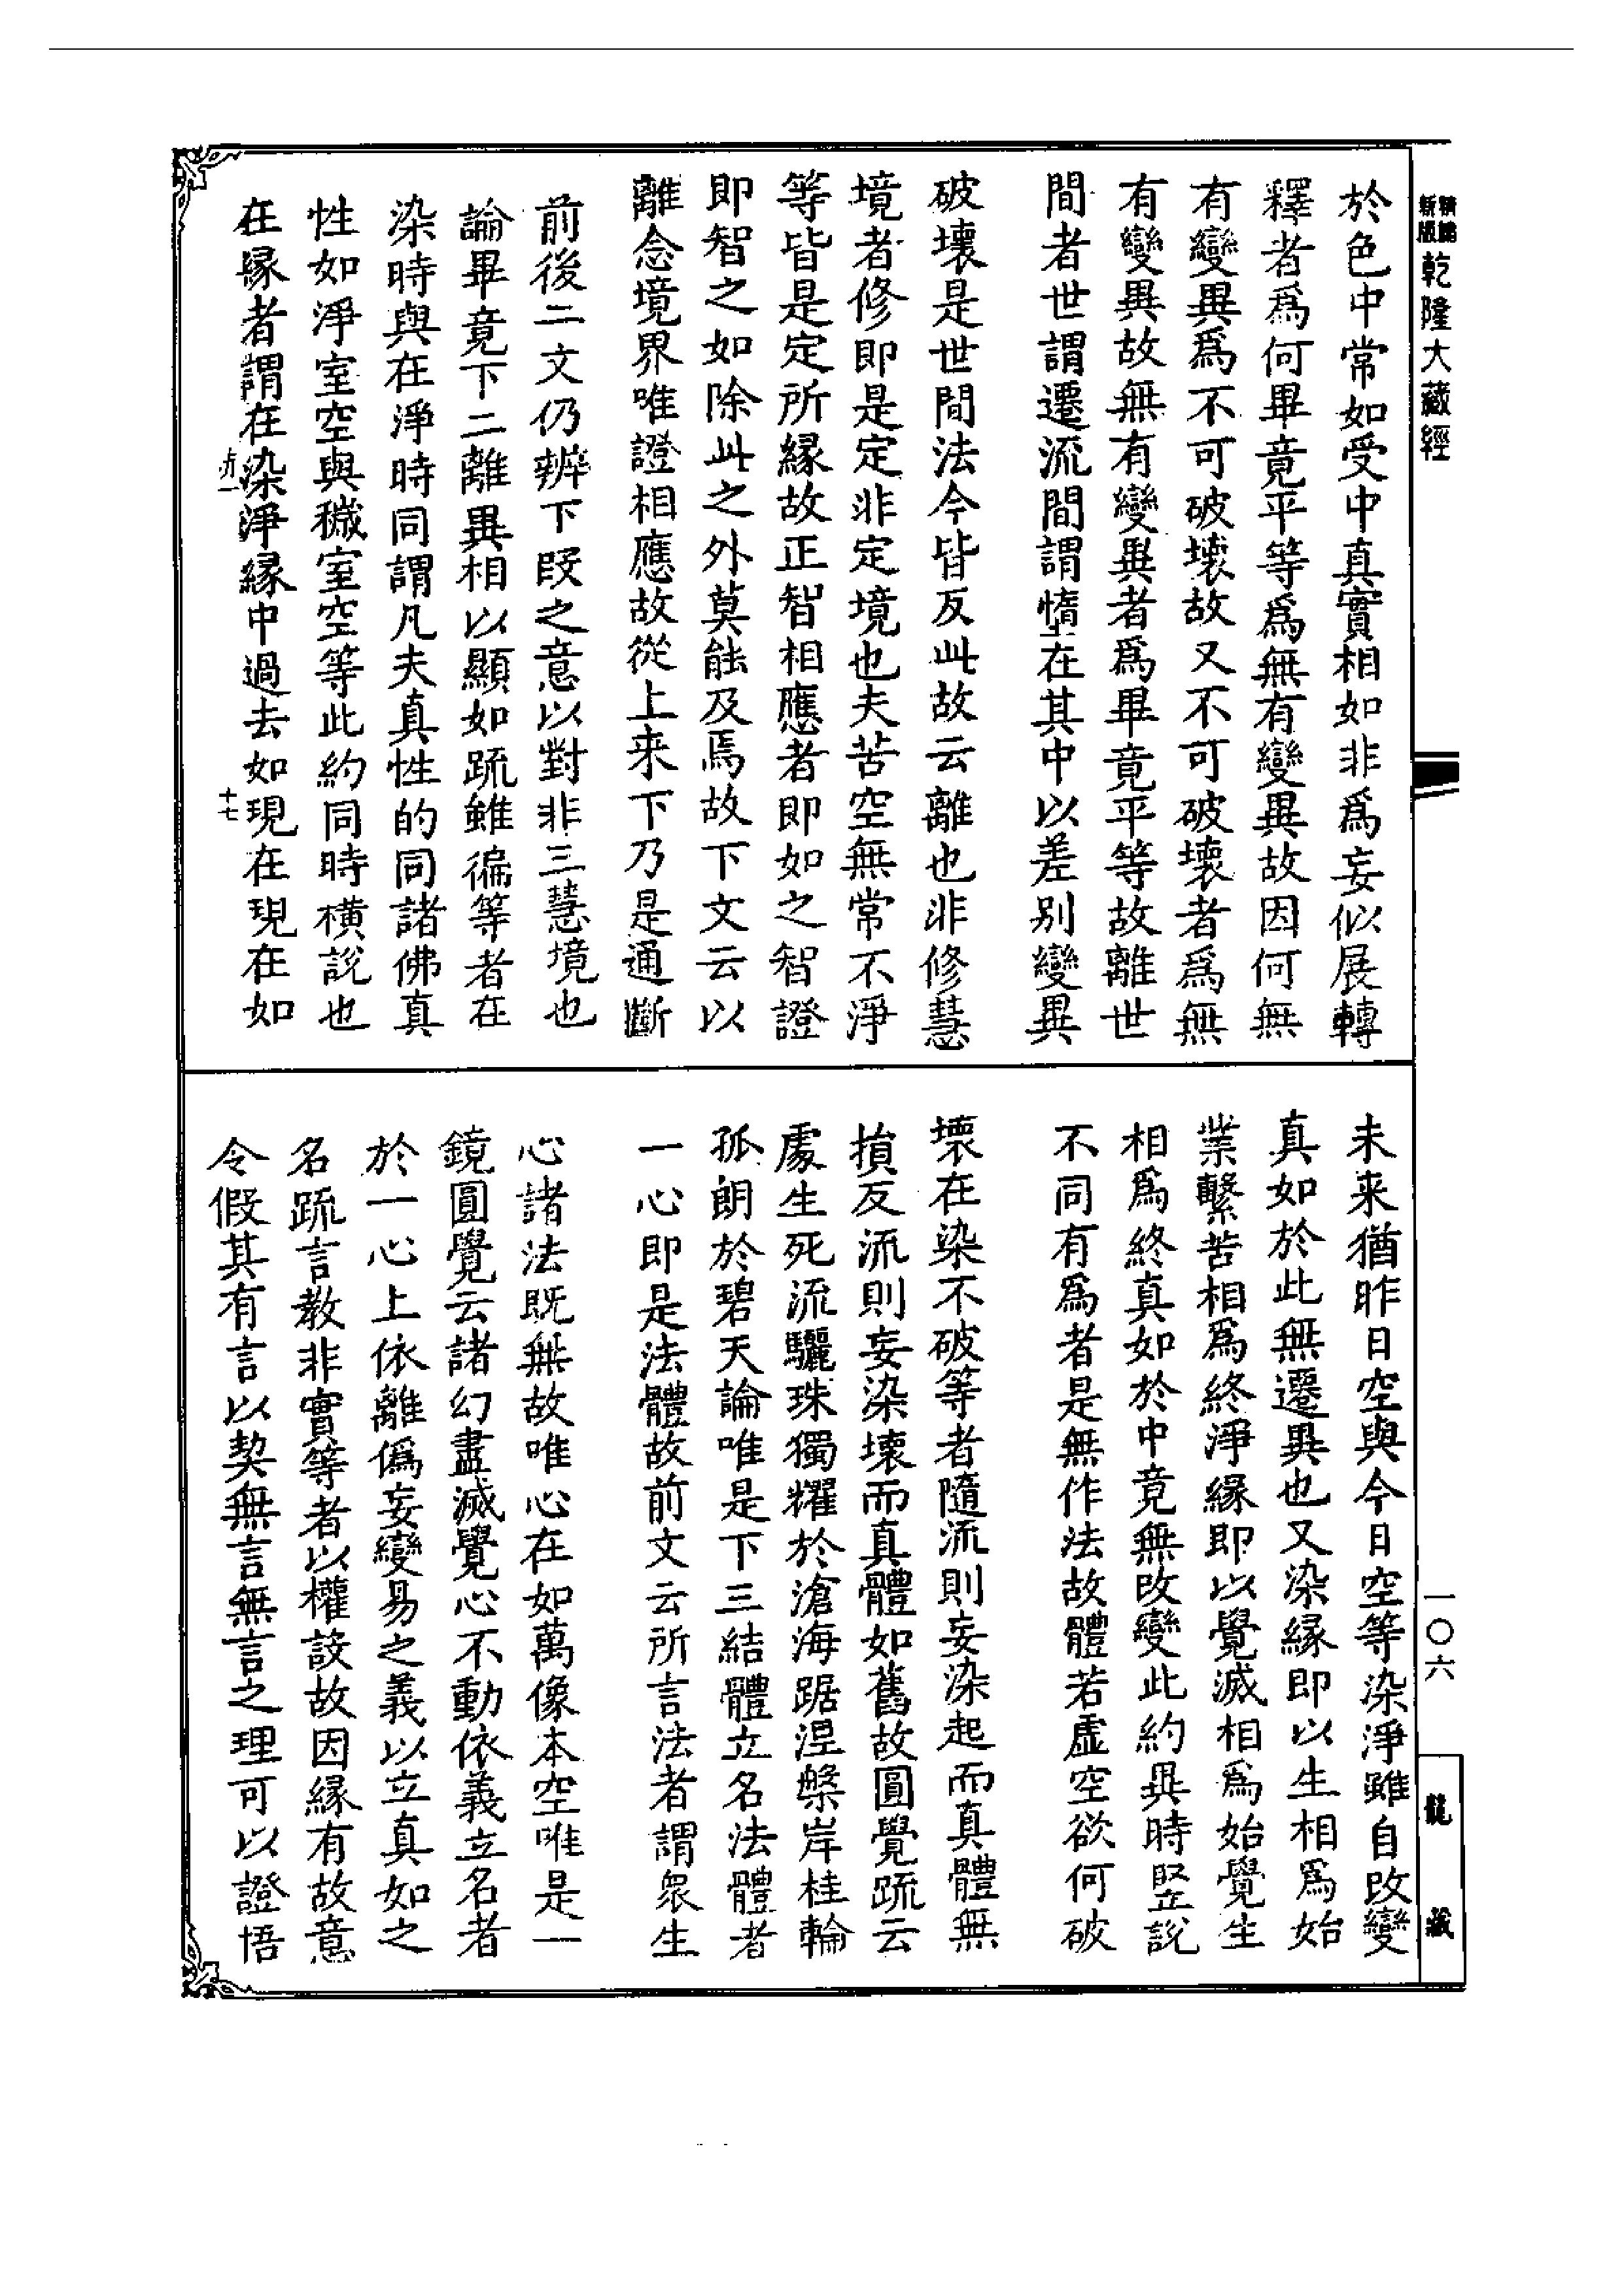 乾隆大藏經
於色中常如受中真實相如非為妄似展轉
釋者為何畢竟平等為無有變異故因何無
有變異為不可破壞故又不可破壞者為無
有變異故無有變異者為畢竟平等故離世
間者世謂遷流間謂墮在其中以差別變異
破壞是世間法今皆反此故云離也非修慧
境者修即是定非定境也夫苦空無常不淨
等皆是定所緣故正智相應者即如之智證
即智之如除此之外莫能及焉故下文云以
離念境界唯證相應故從上来下乃是通斷
前後二文仍辨下叚之意以對非三慧境也
論畢竟下二離異相以顯如疏雖徧等者在
染時與在淨時同謂凡夫真性的同諸佛真
性如淨室空與穢室空等此約同時橫說也
在緣者謂在染淨緣中過去如現在現在如
十七
未来猶昨日空與今日空等染淨雖自改變
真如於此無遷異也又染緣即以生相為始
業繫苦相為終淨緣即以覺滅相為始覺生
相為終真如於中竟無改變此約異時竪說
不同有為者是無作法故體若虛空欲何破
壞在染不破等者隨流則妄染起而真體無
損反流則妄染壞而真體如舊故圓覺疏云
處生死流驪珠獨耀於滄海踞涅槃岸桂輪
孤朗於碧天論唯是下三結體立名法體者
一心即是法體故前文云所言法者謂眾生
心諸法既無故唯心在如萬像本空唯是一
鏡圓覺云諸幻盡滅覺心不動依義立名者
於一心上依離偽妄變易之義以立真如之
名疏言教非實等者以權設故因緣有故意
令假其有言以契無言無言之理可以證悟
一〇六
龍藏